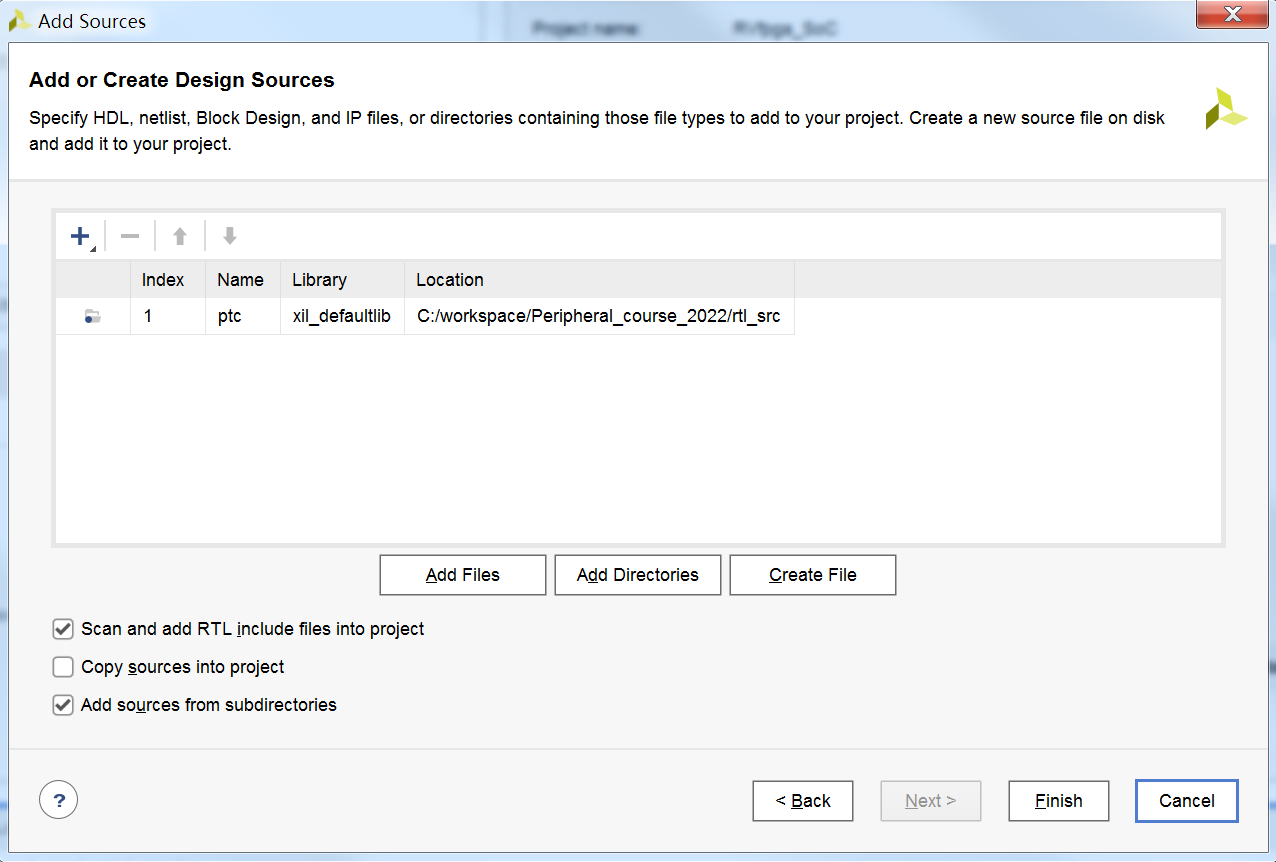 Add Sources
Project name: RVfpga_SoC
Add or Create Design Sources
Specify HDL, netlist, Block Design, and IP files, or directories containing those file types to add to your project. Create a new source file on disk
and add it to your project.
Index Name Library Location
1 ptc xil_defaultlib C:/workspace/Peripheral_course_2022/rtl_src
Add Files Add Directories Create File
Scan and add RTL include files into project
Copy sources into project
Add sources from subdirectories
? < Back Next > Finish Cancel